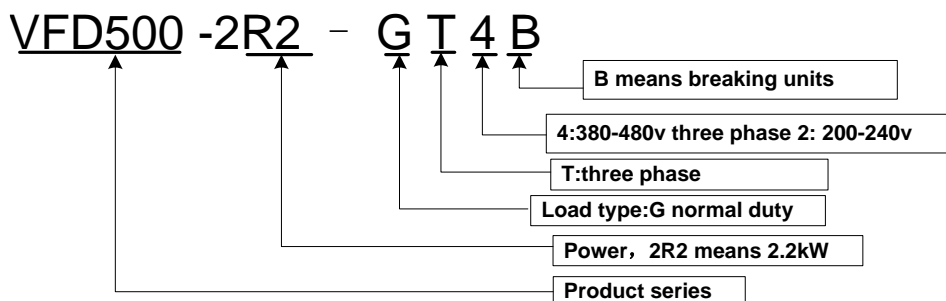 VFD500 -2R2 － G T 4 B
B means breaking units
4:380-480v three phase 2: 200-240v
T:three phase
Load type:G normal duty
Power，2R2 means 2.2kW
Product series